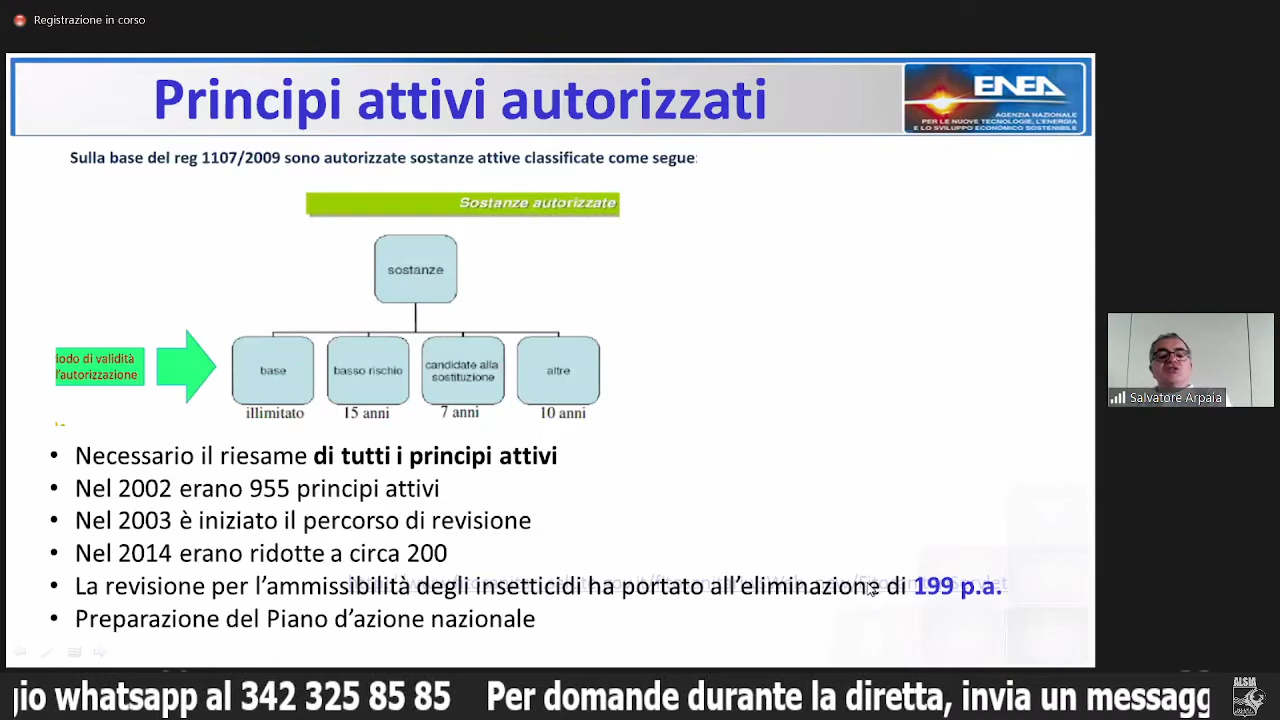 Registrazione in corso
Principi attivi autorizzati
ENEA
AGENZIA NAZIONALE
PER LE NUOVE TECNOLOGIE, L'ENERGIA
E LO SVILUPPO ECONOMICO SOSTENIBILE
Sulla base del reg 1107/2009 sono autorizzate sostanze attive classificate come segue:
Sostanze autorizzate
sostanze
iodo di validità
l'autorizzazione
base
basso rischio
candidate alla
sostituzione
altre
illimitato
15 anni
7 anni
10 anni
• Necessario il riesame di tutti i principi attivi
• Nel 2002 erano 955 principi attivi
• Nel 2003 è iniziato il percorso di revisione
• Nel 2014 erano ridotte a circa 200
• La revisione per l'ammissibilità degli insetticidi ha portato all'eliminazione di 199 p.a.
• Preparazione del Piano d'azione nazionale
Salvatore Arpaia
gio whatsapp al 342 325 85 85 Per domande durante la diretta, invia un messagg